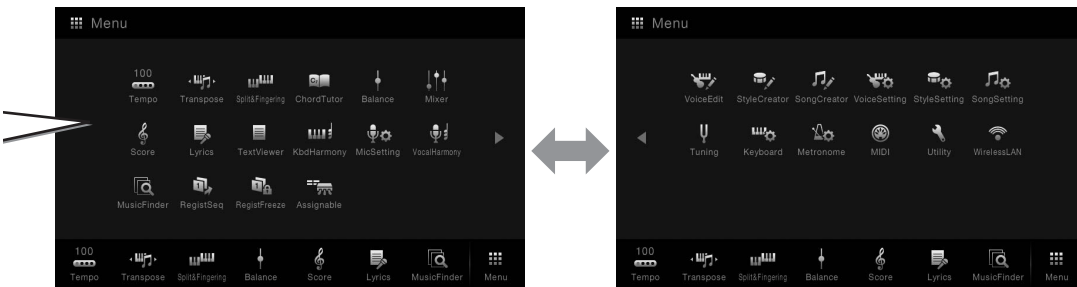 Menu
100
Tempo Transpose Split&Fingering ChordTutor Balance Mixer
Score Lyrics TextViewer KbdHarmony MicSetting VocalHarmony
MusicFinder RegistSeq RegistFreeze Assignable
100
Tempo Transpose Split&Fingering Balance Score Lyrics MusicFinder Menu
Menu
VoiceEdit StyleCreator SongCreator VoiceSetting StyleSetting SongSetting
Tuning Keyboard Metronome MIDI Utility WirelessLAN
100
Tempo Transpose Split&Fingering Balance Score Lyrics MusicFinder Menu